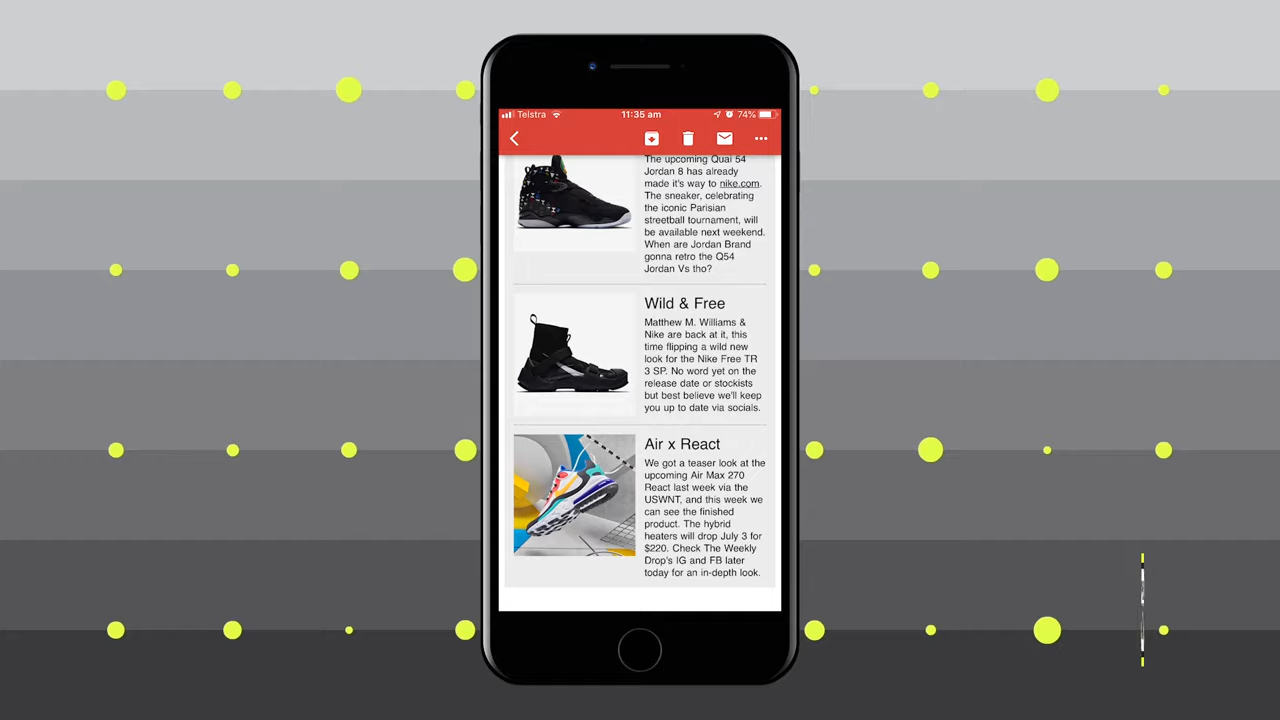 Telstra 11:35 am 74%
The upcoming Quai 54
Jordan 8 has already
made it's way to nike.com.
The sneaker, celebrating
the iconic Parisian
streetball tournament, will
be available next weekend.
When are Jordan Brand
gonna retro the Q54
Jordan Vs tho?
Wild & Free
Matthew M. Williams &
Nike are back at it, this
time flipping a wild new
look for the Nike Free TR
3 SP. No word yet on the
release date or stockists
but best believe we'll keep
you up to date via socials.
Air x React
We got a teaser look at the
upcoming Air Max 270
React last week via the
USWNT, and this week we
can see the finished
product. The hybrid
heaters will drop July 3 for
$220. Check The Weekly
Drop's IG and FB later
today for an in-depth look.